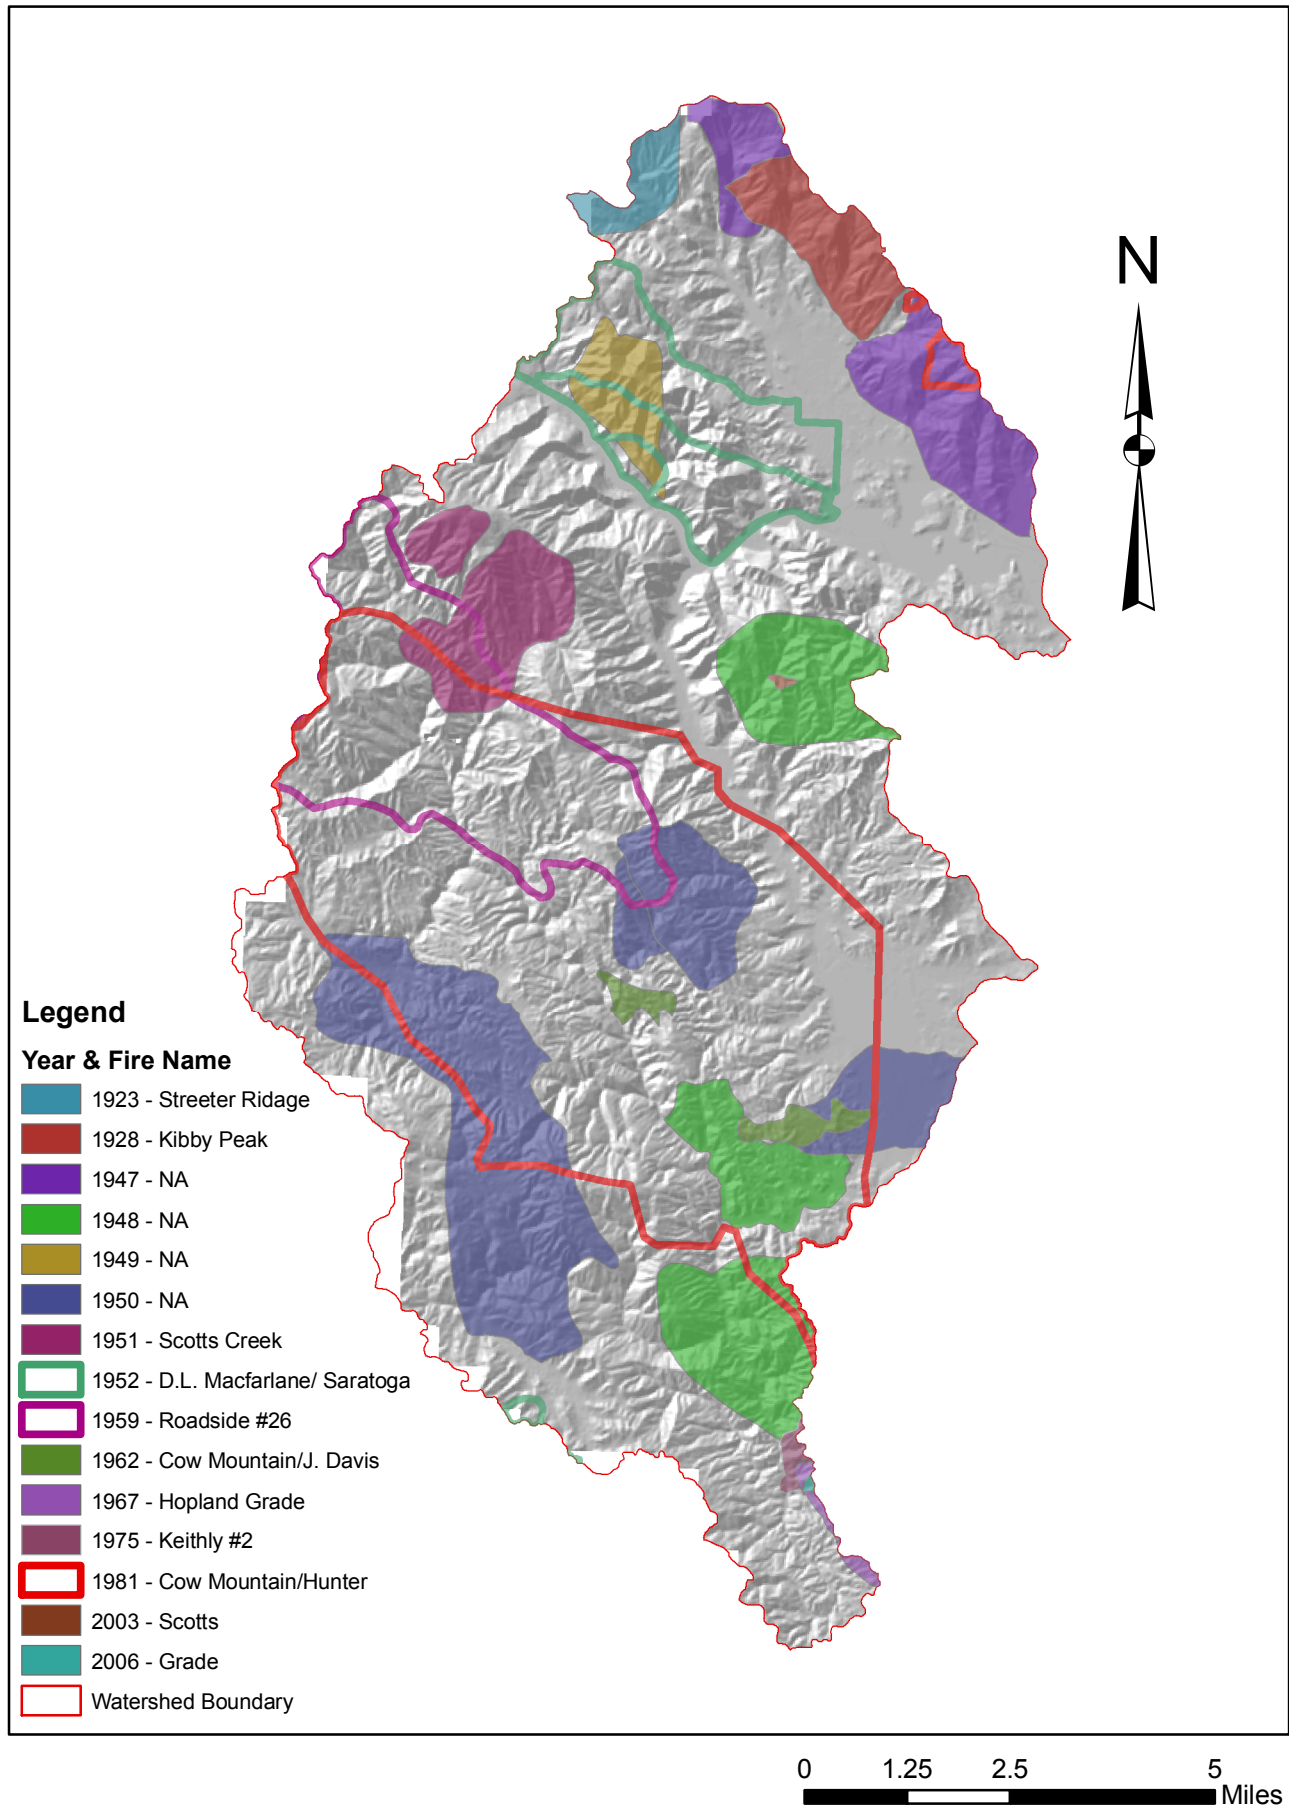 N
Legend
Year & Fire Name
1923 - Streeter Ridage
1928 - Kibby Peak
1947 - NA
1948 - NA
1949 - NA
1950 - NA
1951 - Scotts Creek
1952 - D.L. Macfarlane/ Saratoga
1959 - Roadside #26
1962 - Cow Mountain/J. Davis
1967 - Hopland Grade
1975 - Keithly #2
1981 - Cow Mountain/Hunter
2003 - Scotts
2006 - Grade
Watershed Boundary
0 1.25 2.5 5
Miles